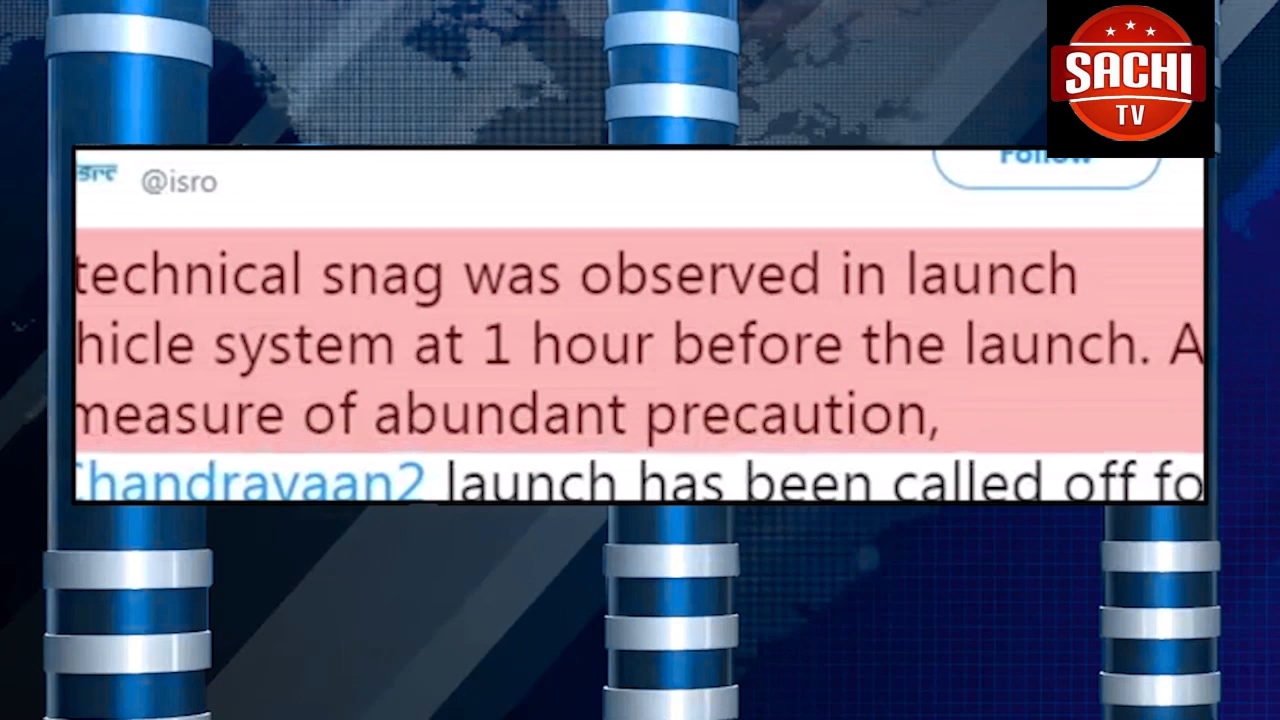 SACHI
TV
@isro
Follow
technical snag was observed in launch
hicle system at 1 hour before the launch. A
measure of abundant precaution,
Chandrayaan2 launch has been called off fo